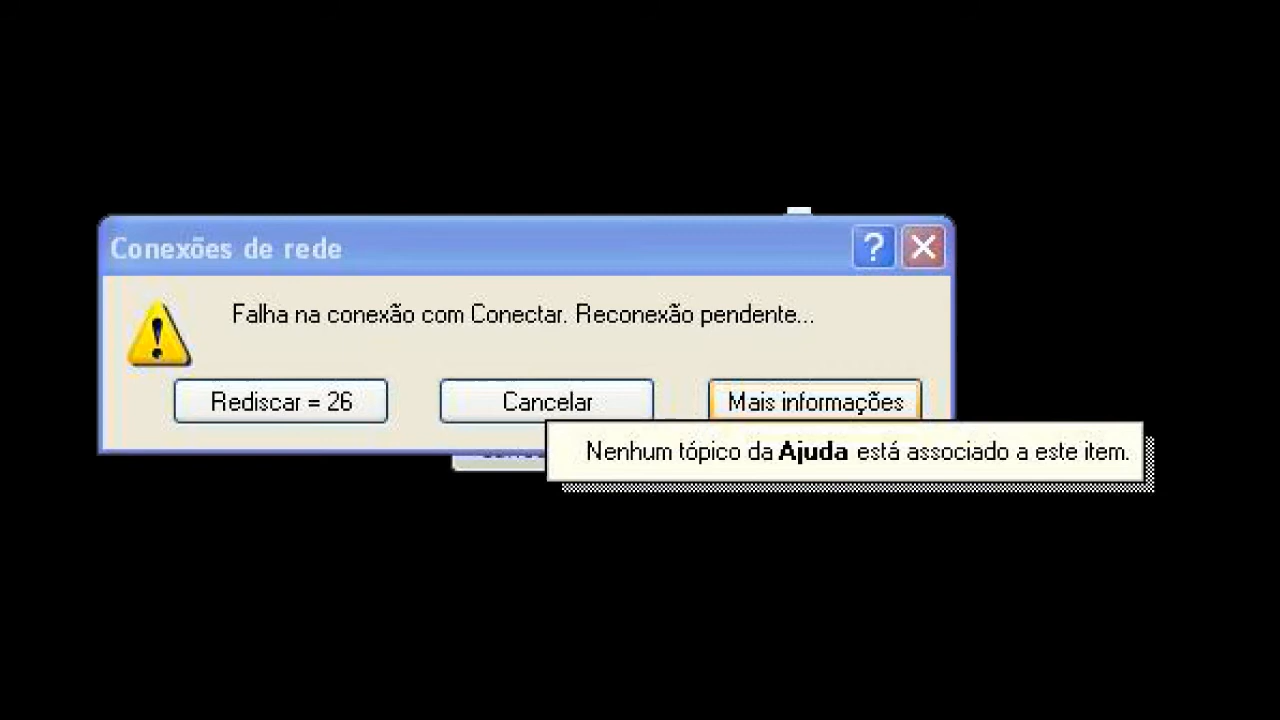 Conexões de rede
Falha na conexão com Conectar. Reconexão pendente...
Rediscar = 26
Cancelar
Mais informações
Nenhum tópico da Ajuda está associado a este item.